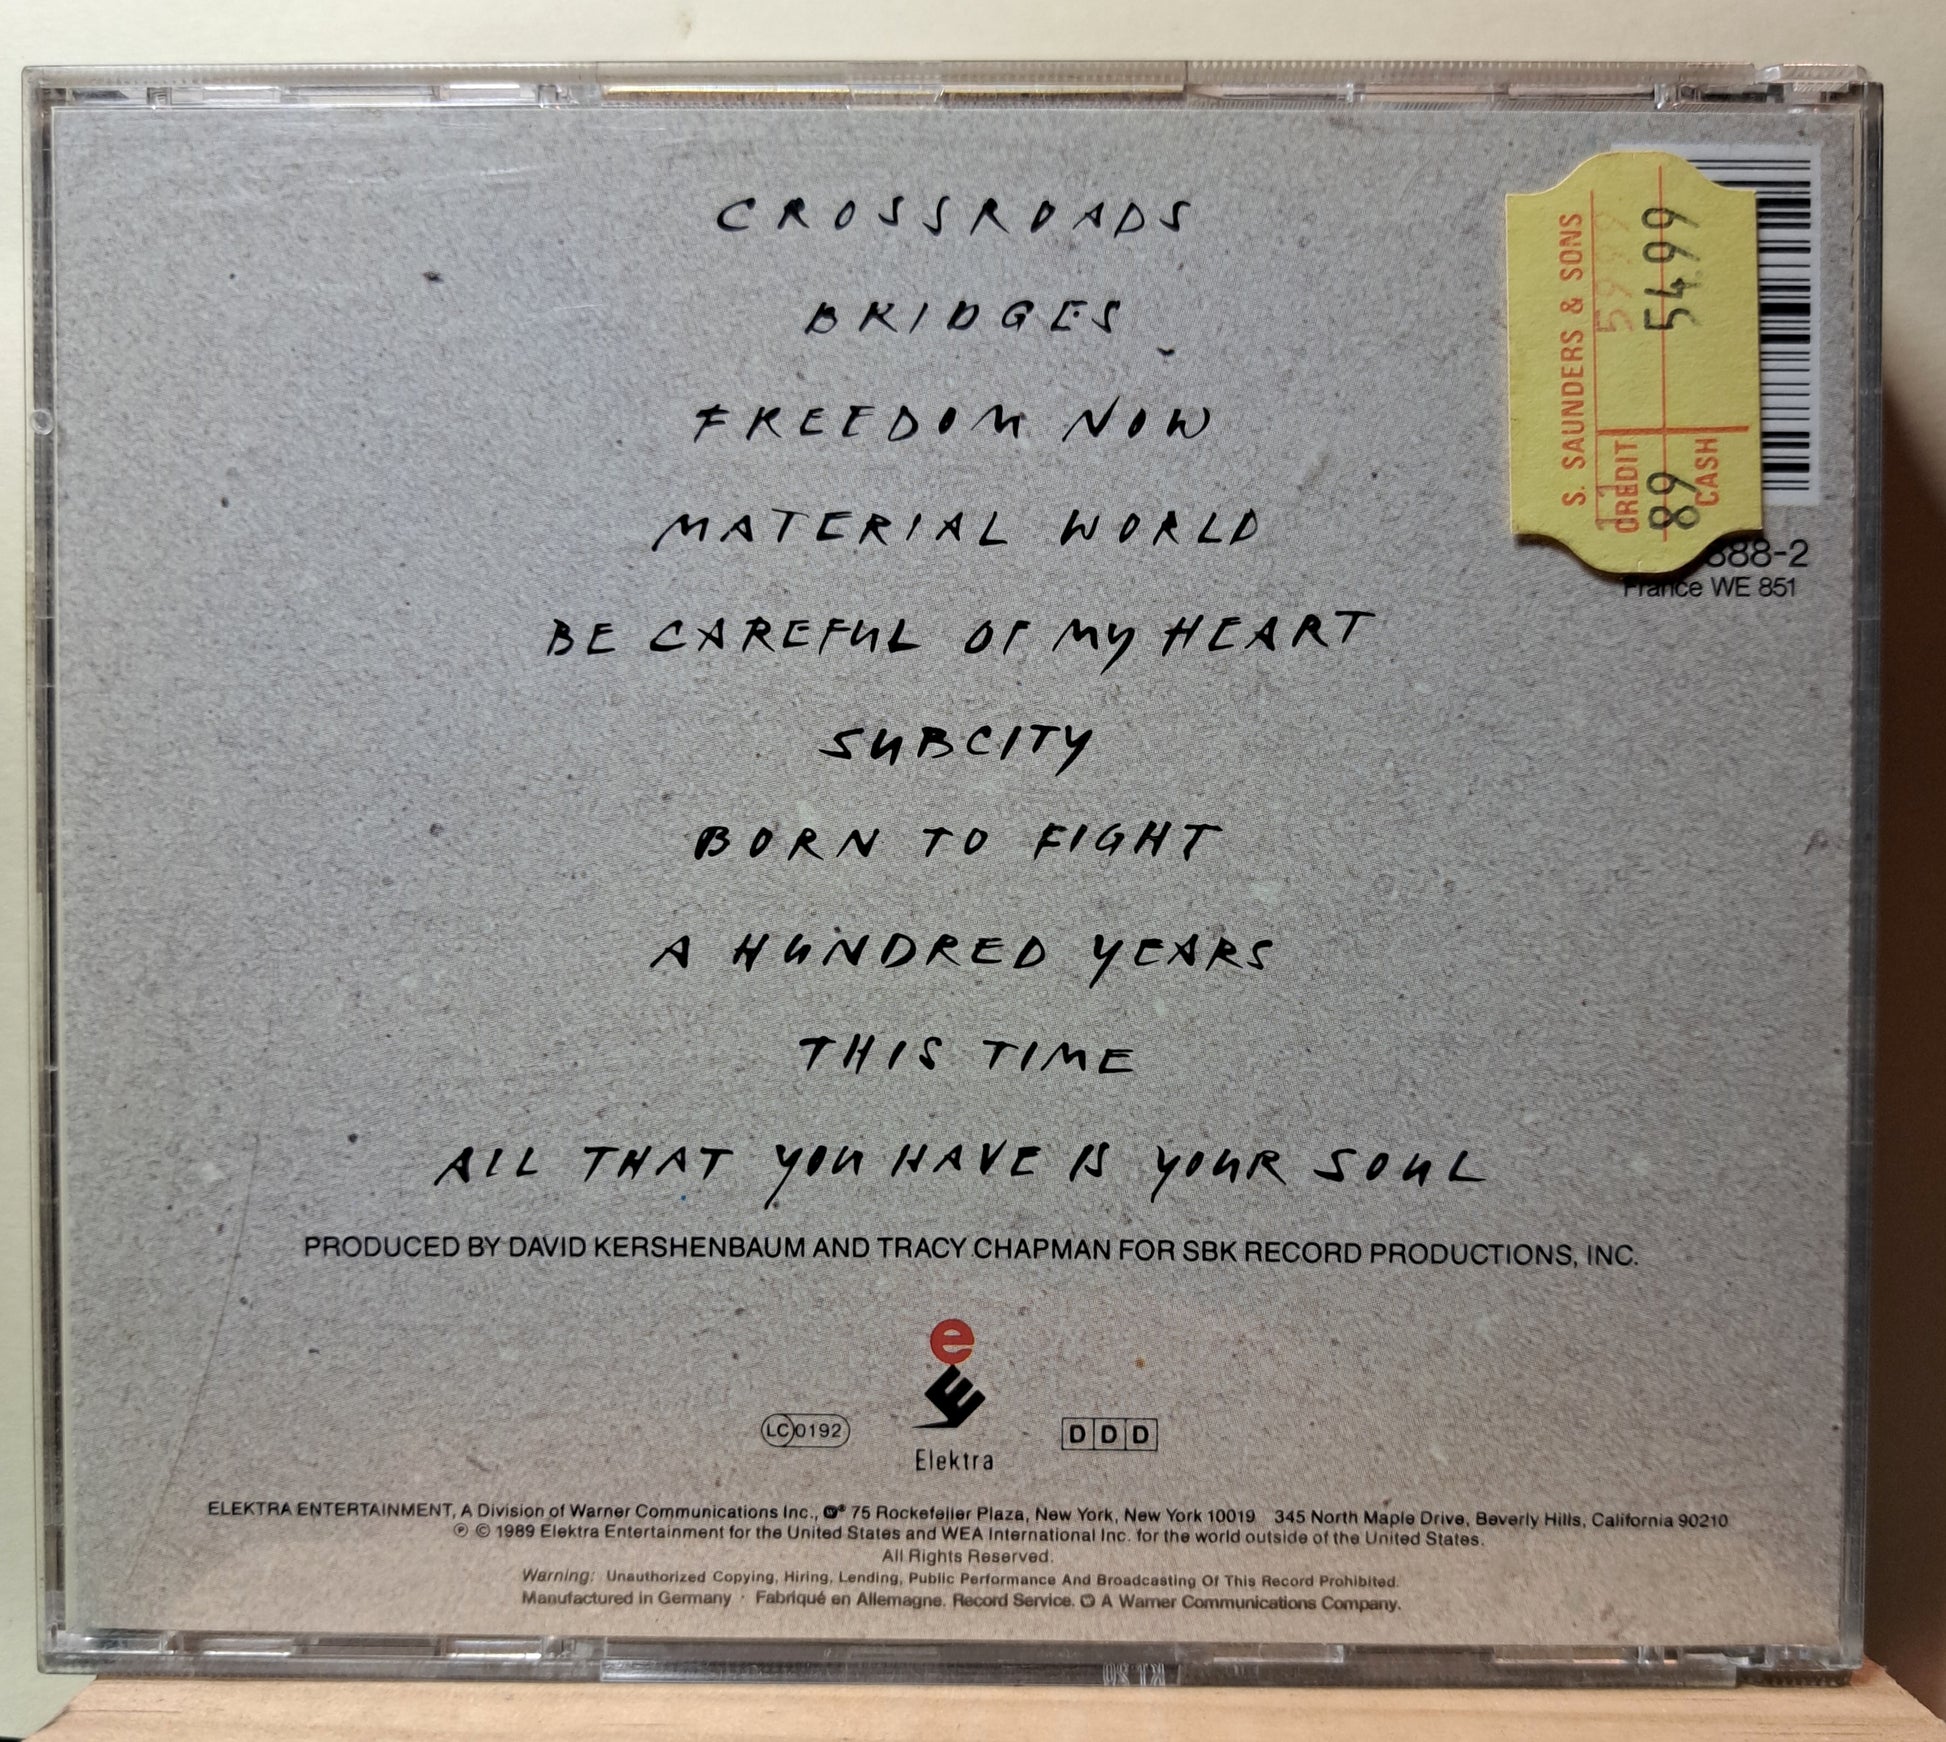 CROSSROADS
BRIDGES
FREEDOM NOW
MATERIAL WORLD
BE CAREFUL OF MY HEART
SUBCITY
BORN TO FIGHT
A HUNDRED YEARS
THIS TIME
ALL THAT YOU HAVE IS YOUR SOUL
PRODUCED BY DAVID KERSHENBAUM AND TRACY CHAPMAN FOR SBK RECORD PRODUCTIONS, INC.
S. SAUNDERS & SONS
CREDIT
89 5499
CASH
888-2
France WE 851
e
E
Elektra
LC 0192
DDD
ELEKTRA ENTERTAINMENT, A Division of Warner Communications Inc., 75 Rockefeller Plaza, New York, New York 10019 345 North Maple Drive, Beverly Hills, California 90210
℗ © 1989 Elektra Entertainment for the United States and WEA International Inc. for the world outside of the United States.
All Rights Reserved.
Warning: Unauthorized Copying, Hiring, Lending, Public Performance And Broadcasting Of This Record Prohibited.
Manufactured in Germany · Fabriqué en Allemagne. Record Service. A Warner Communications Company.